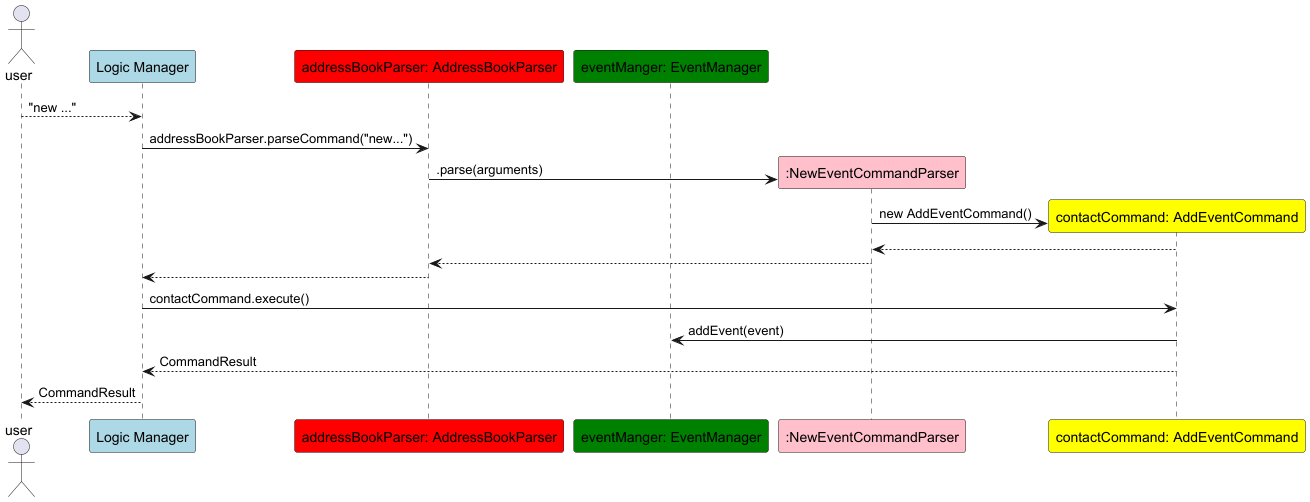 user
Logic Manager
addressBookParser: AddressBookParser
eventManger: EventManager
"new ..."
addressBookParser.parseCommand("new...")
.parse(arguments)
:NewEventCommandParser
new AddEventCommand()
contactCommand: AddEventCommand
contactCommand.execute()
addEvent(event)
CommandResult
CommandResult
user
Logic Manager
addressBookParser: AddressBookParser
eventManger: EventManager
:NewEventCommandParser
contactCommand: AddEventCommand